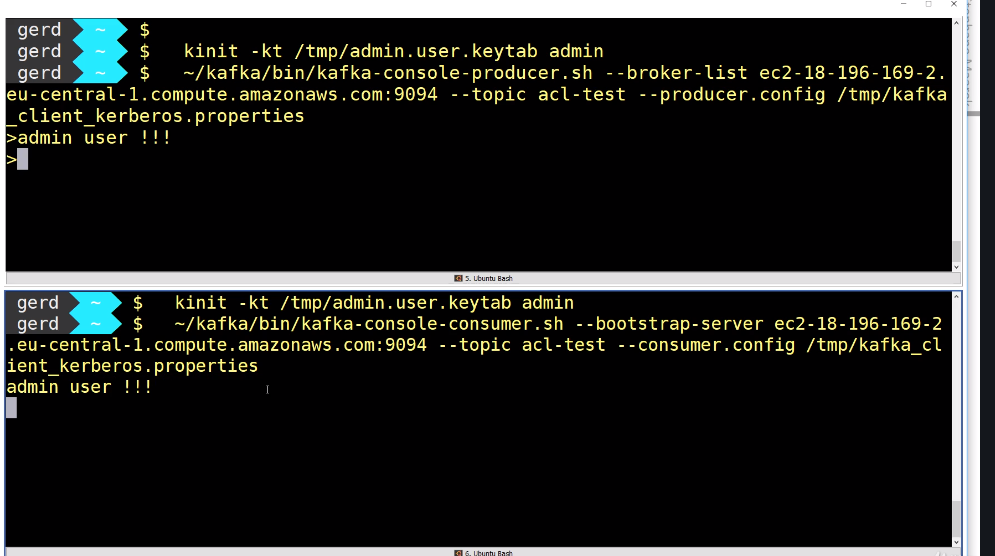 gerd ~ $
gerd ~ $ kinit -kt /tmp/admin.user.keytab admin
gerd ~ $ ~/kafka/bin/kafka-console-producer.sh --broker-list ec2-18-196-169-2.
eu-central-1.compute.amazonaws.com:9094 --topic acl-test --producer.config /tmp/kafka
_client_kerberos.properties
>admin user !!!
>
5. Ubuntu Bash
gerd ~ $ kinit -kt /tmp/admin.user.keytab admin
gerd ~ $ ~/kafka/bin/kafka-console-consumer.sh --bootstrap-server ec2-18-196-169-2
.eu-central-1.compute.amazonaws.com:9094 --topic acl-test --consumer.config /tmp/kafka_cl
ient_kerberos.properties
admin user !!!
6. Ubuntu Bash